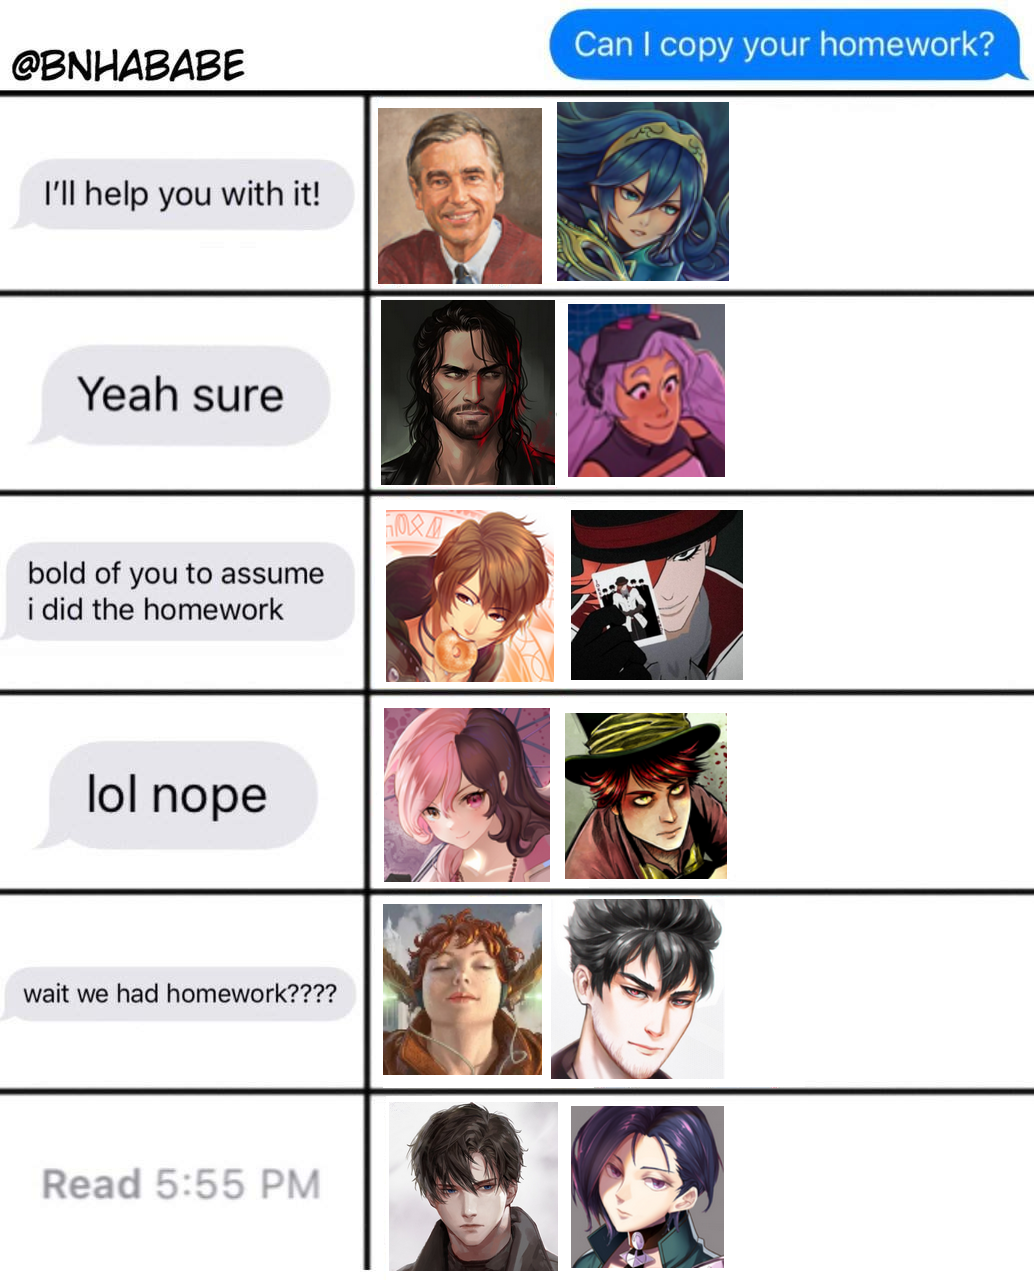 Can I copy your homework?
@BNHABABE
I'll help you with it!
Yeah sure
bold of you to assume
i did the homework
lol nope
wait we had homework????
Read 5:55 PM